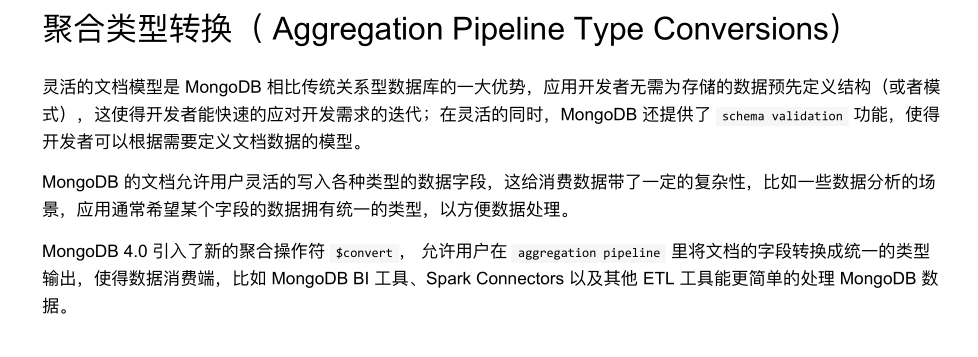 聚合类型转换（ Aggregation Pipeline Type Conversions）
灵活的文档模型是 MongoDB 相比传统关系型数据库的一大优势，应用开发者无需为存储的数据预先定义结构（或者模
式），这使得开发者能快速的应对开发需求的迭代；在灵活的同时，MongoDB 还提供了 schema validation 功能，使得
开发者可以根据需要定义文档数据的模型。
MongoDB 的文档允许用户灵活的写入各种类型的数据字段，这给消费数据带了一定的复杂性，比如一些数据分析的场
景，应用通常希望某个字段的数据拥有统一的类型，以方便数据处理。
MongoDB 4.0 引入了新的聚合操作符 $convert ， 允许用户在 aggregation pipeline 里将文档的字段转换成统一的类型
输出，使得数据消费端，比如 MongoDB BI 工具、Spark Connectors 以及其他 ETL 工具能更简单的处理 MongoDB 数
据。